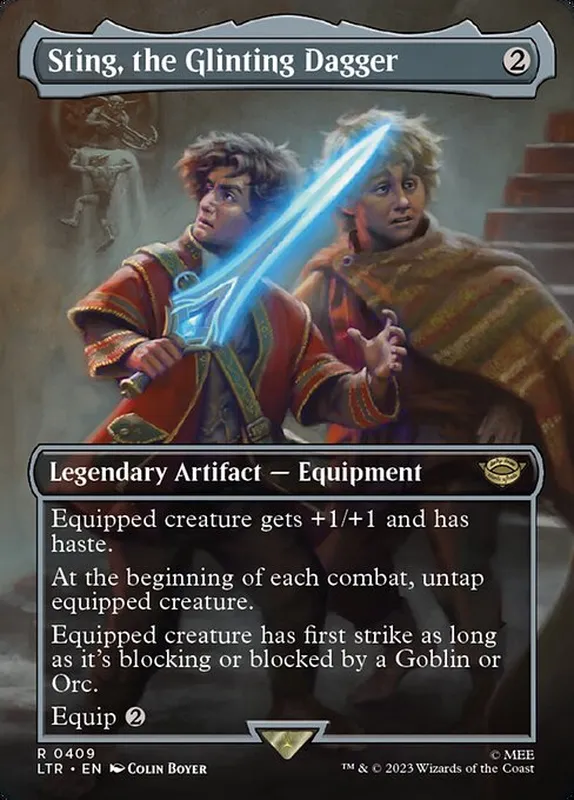 Sting, the Glinting Dagger 2
Legendary Artifact — Equipment
Equipped creature gets +1/+1 and has
haste.
At the beginning of each combat, untap
equipped creature.
Equipped creature has first strike as long
as it's blocking or blocked by a Goblin or
Orc.
Equip 2
R 0409
LTR • EN Colin Boyer
© MEE
™ & © 2023 Wizards of the Coast